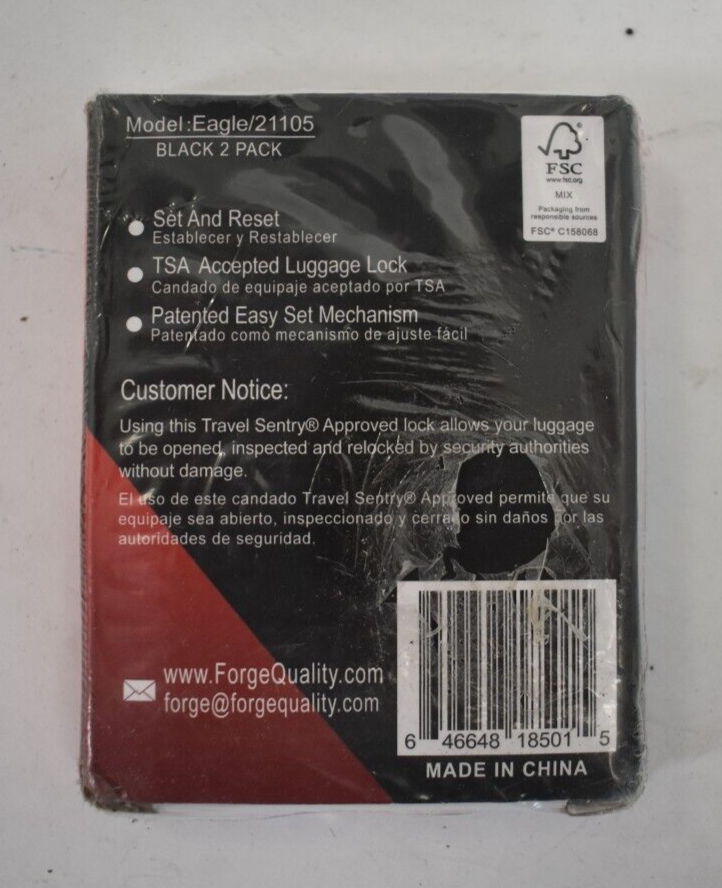 Model:Eagle/21105
BLACK 2 PACK
FSC
www.fsc.org
MIX
Packaging from
responsible sources
FSC® C158068
Set And Reset
Establecer y Restablecer
TSA Accepted Luggage Lock
Candado de equipaje aceptado por TSA
Patented Easy Set Mechanism
Patentado como mecanismo de ajuste fácil
Customer Notice:
Using this Travel Sentry® Approved lock allows your luggage
to be opened, inspected and relocked by security authorities
without damage.
El uso de este candado Travel Sentry® Approved permite que su
equipaje sea abierto, inspeccionado y cerrado sin daños por las
autoridades de seguridad.
www.ForgeQuality.com
forge@forgequality.com
6 46648 18501 5
MADE IN CHINA